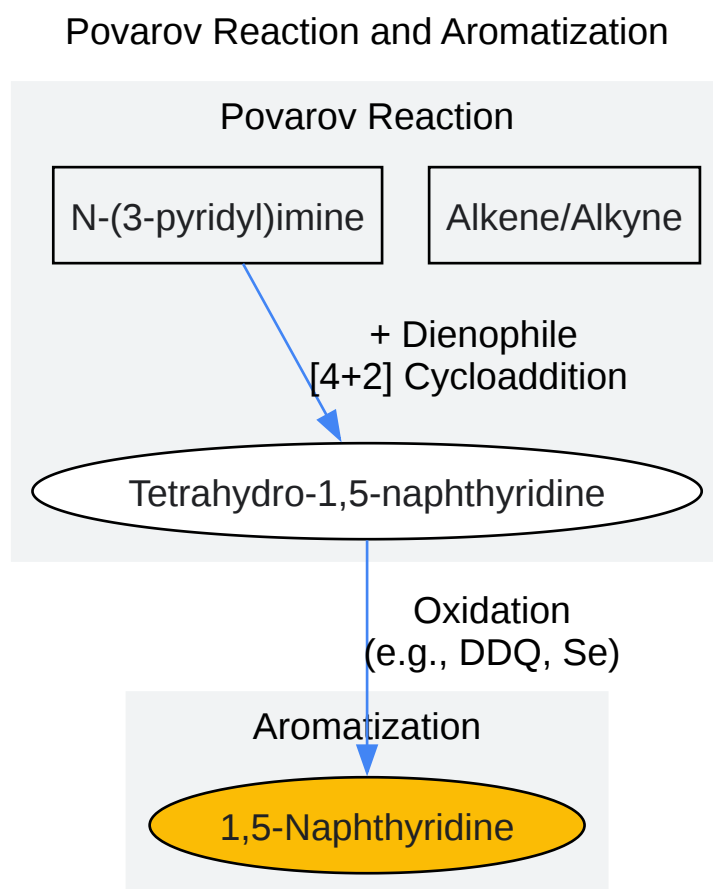 Povarov Reaction and Aromatization
Povarov Reaction
N-(3-pyridyl)imine
Alkene/Alkyne
+ Dienophile
[4+2] Cycloaddition
Tetrahydro-1,5-naphthyridine
Oxidation
(e.g., DDQ, Se)
Aromatization
1,5-Naphthyridine